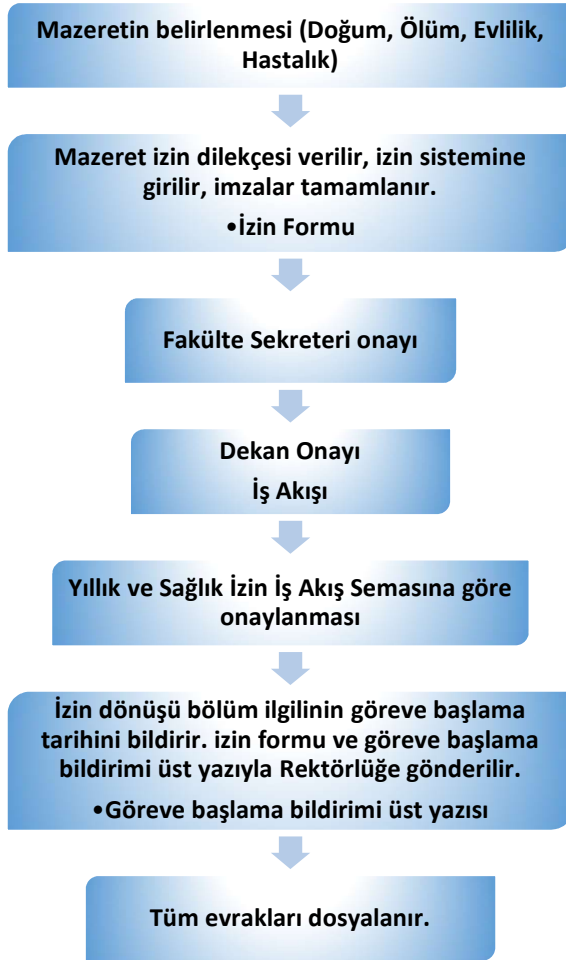 Mazeretin belirlenmesi (Doğum, Ölüm, Evlilik,
Hastalık)
Mazeret izin dilekçesi verilir, izin sistemine
girilir, imzalar tamamlanır.
•İzin Formu
Fakülte Sekreteri onayı
Dekan Onayı
İş Akışı
Yıllık ve Sağlık İzin İş Akış Semasına göre
onaylanması
İzin dönüşü bölüm ilgilinin göreve başlama
tarihini bildirir. izin formu ve göreve başlama
bildirimi üst yazıyla Rektörlüğe gönderilir.
•Göreve başlama bildirimi üst yazısı
Tüm evrakları dosyalanır.